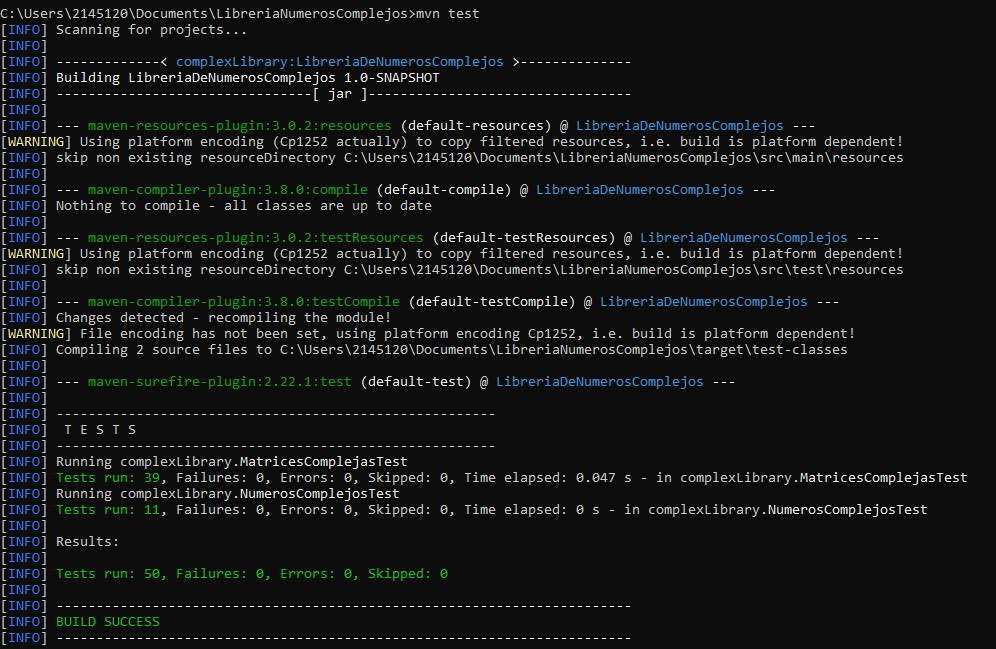 C:\Users\2145120\Documents\LibreriaNumerosComplejos>mvn test
[INFO] Scanning for projects...
[INFO]
[INFO] -------------< complexLibrary:LibreriaDeNumerosComplejos >--------------
[INFO] Building LibreriaDeNumerosComplejos 1.0-SNAPSHOT
[INFO] --------------------------------[ jar ]---------------------------------
[INFO]
[INFO] --- maven-resources-plugin:3.0.2:resources (default-resources) @ LibreriaDeNumerosComplejos ---
[WARNING] Using platform encoding (Cp1252 actually) to copy filtered resources, i.e. build is platform dependent!
[INFO] skip non existing resourceDirectory C:\Users\2145120\Documents\LibreriaNumerosComplejos\src\main\resources
[INFO]
[INFO] --- maven-compiler-plugin:3.8.0:compile (default-compile) @ LibreriaDeNumerosComplejos ---
[INFO] Nothing to compile - all classes are up to date
[INFO]
[INFO] --- maven-resources-plugin:3.0.2:testResources (default-testResources) @ LibreriaDeNumerosComplejos ---
[WARNING] Using platform encoding (Cp1252 actually) to copy filtered resources, i.e. build is platform dependent!
[INFO] skip non existing resourceDirectory C:\Users\2145120\Documents\LibreriaNumerosComplejos\src\test\resources
[INFO]
[INFO] --- maven-compiler-plugin:3.8.0:testCompile (default-testCompile) @ LibreriaDeNumerosComplejos ---
[INFO] Changes detected - recompiling the module!
[WARNING] File encoding has not been set, using platform encoding Cp1252, i.e. build is platform dependent!
[INFO] Compiling 2 source files to C:\Users\2145120\Documents\LibreriaNumerosComplejos\target\test-classes
[INFO]
[INFO] --- maven-surefire-plugin:2.22.1:test (default-test) @ LibreriaDeNumerosComplejos ---
[INFO]
[INFO] -------------------------------------------------------
[INFO]  T E S T S
[INFO] -------------------------------------------------------
[INFO] Running complexLibrary.MatricesComplejasTest
[INFO] Tests run: 39, Failures: 0, Errors: 0, Skipped: 0, Time elapsed: 0.047 s - in complexLibrary.MatricesComplejasTest
[INFO] Running complexLibrary.NumerosComplejosTest
[INFO] Tests run: 11, Failures: 0, Errors: 0, Skipped: 0, Time elapsed: 0 s - in complexLibrary.NumerosComplejosTest
[INFO]
[INFO] Results:
[INFO]
[INFO] Tests run: 50, Failures: 0, Errors: 0, Skipped: 0
[INFO]
[INFO] ------------------------------------------------------------------------
[INFO] BUILD SUCCESS
[INFO] ------------------------------------------------------------------------